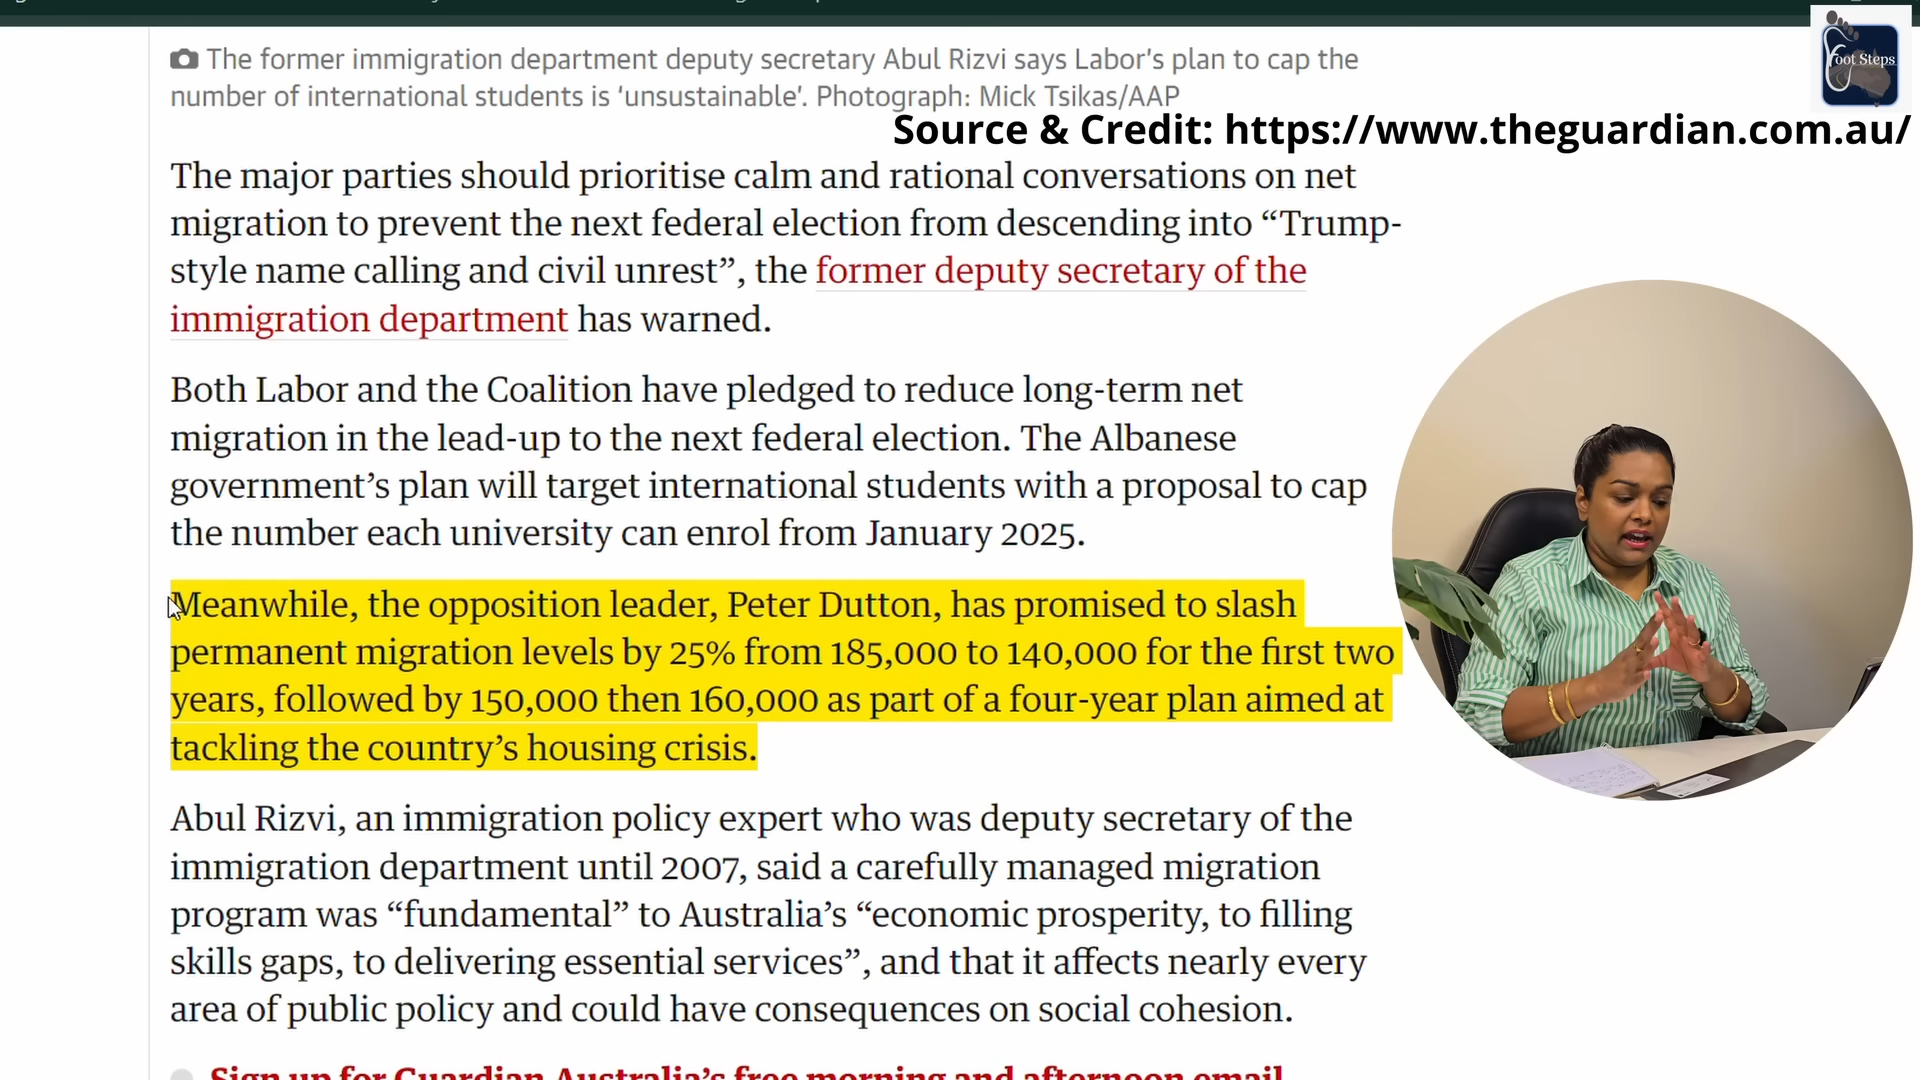 The former immigration department deputy secretary Abul Rizvi says Labor’s plan to cap the
number of international students is ‘unsustainable’. Photograph: Mick Tsikas/AAP
Foot Steps
Source & Credit: https://www.theguardian.com.au/
The major parties should prioritise calm and rational conversations on net
migration to prevent the next federal election from descending into “Trump-
style name calling and civil unrest”, the former deputy secretary of the
immigration department has warned.
Both Labor and the Coalition have pledged to reduce long-term net
migration in the lead-up to the next federal election. The Albanese
government’s plan will target international students with a proposal to cap
the number each university can enrol from January 2025.
Meanwhile, the opposition leader, Peter Dutton, has promised to slash
permanent migration levels by 25% from 185,000 to 140,000 for the first two
years, followed by 150,000 then 160,000 as part of a four-year plan aimed at
tackling the country’s housing crisis.
Abul Rizvi, an immigration policy expert who was deputy secretary of the
immigration department until 2007, said a carefully managed migration
program was “fundamental” to Australia’s “economic prosperity, to filling
skills gaps, to delivering essential services”, and that it affects nearly every
area of public policy and could have consequences on social cohesion.
Sign up for Guardian Australia’s free morning and afternoon email